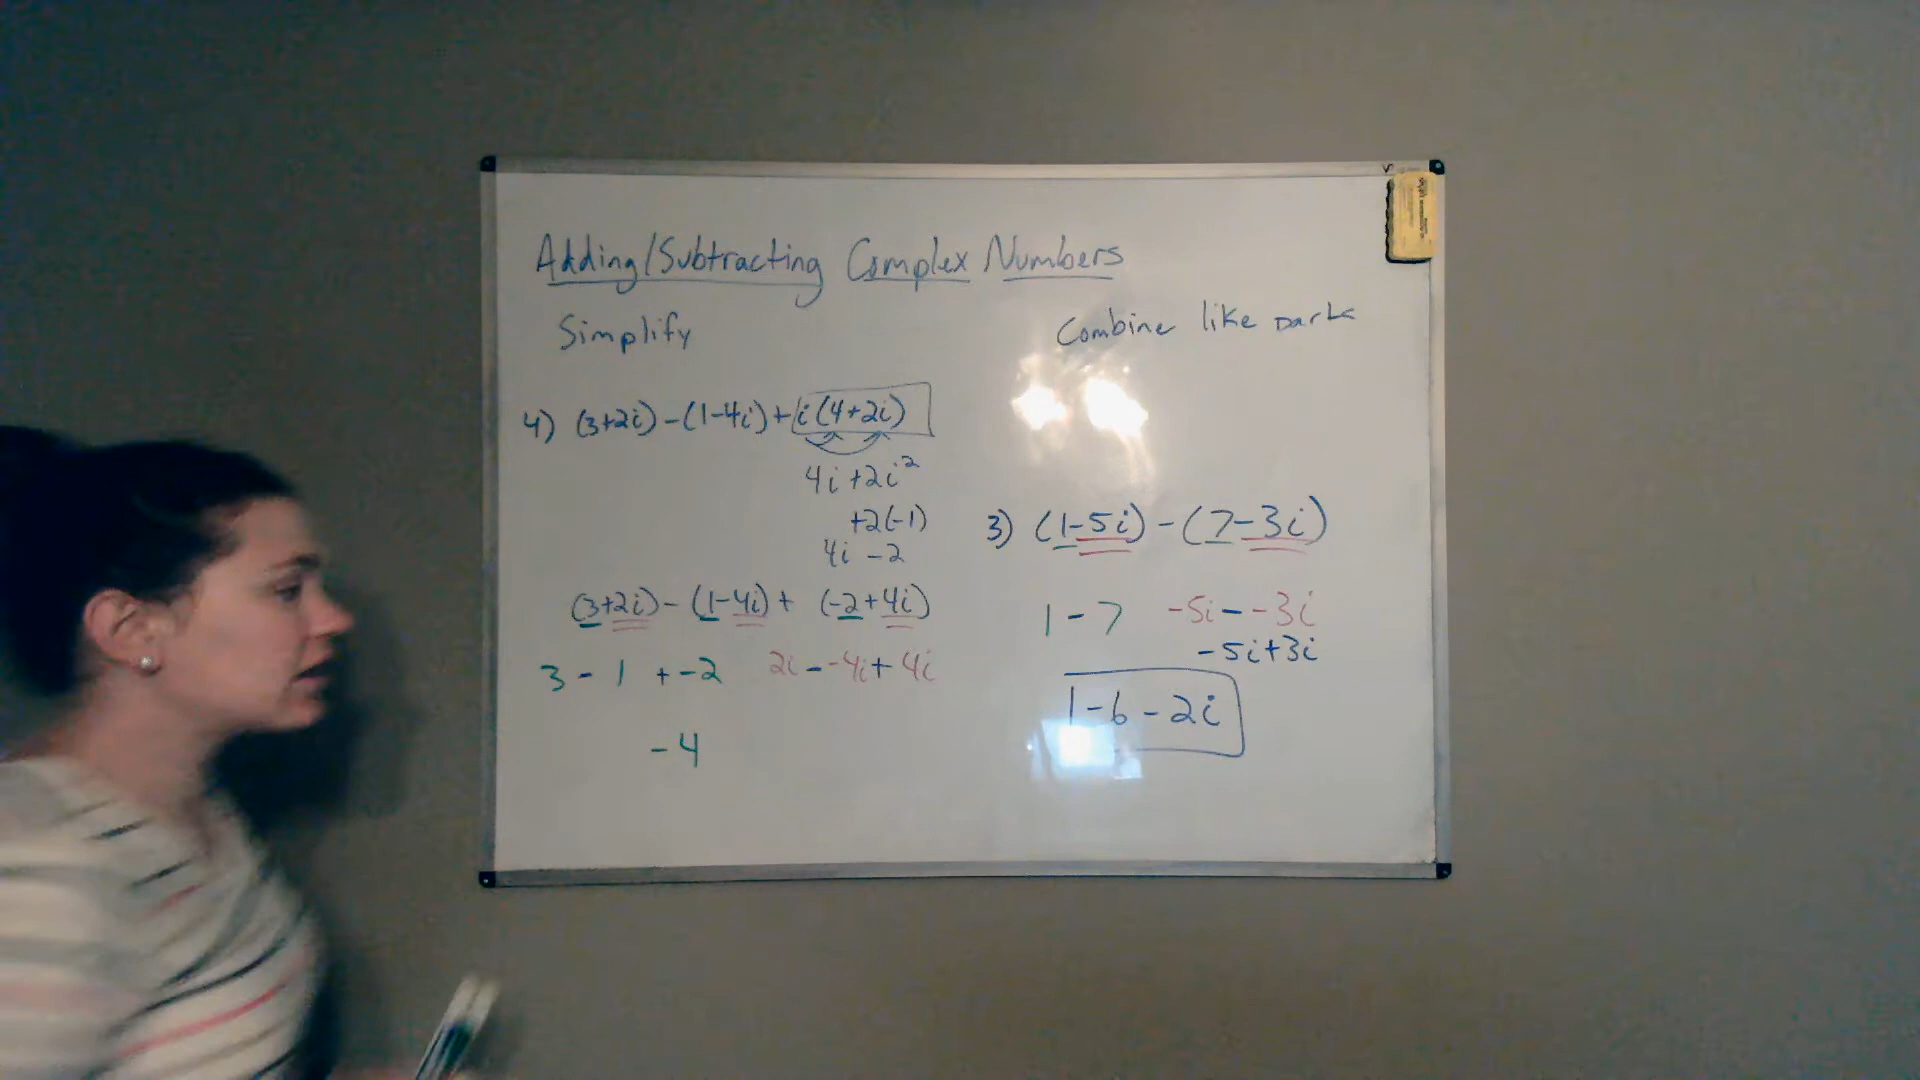 Adding/Subtracting Complex Numbers
Simplify
Combine like parts
4) (3+2i)-(1-4i)+i(4+2i)
4i+2i²
+2(-1)
4i-2
(3+2i)-(1-4i)+(-2+4i)
3-1+-2 2i--4i+4i
-4
3) (1-5i)-(7-3i)
1-7 -5i--3i
-5i+3i
-6-2i